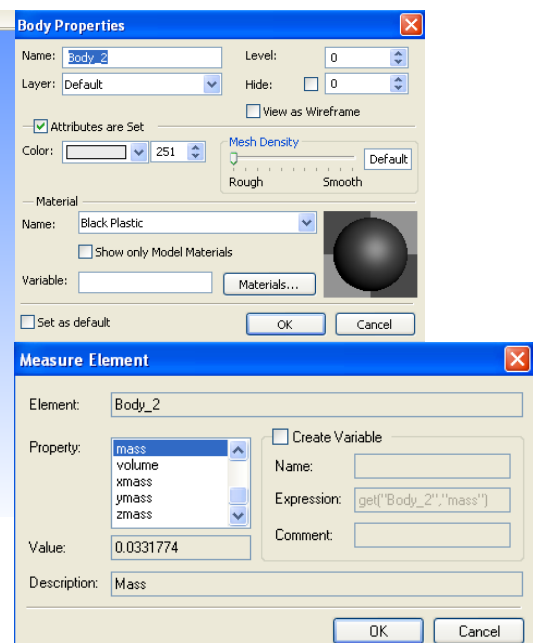 Body Properties
Name: Body_2 Level: 0
Layer: Default Hide: 0
View as Wireframe
Attributes are Set
Color: 251 Mesh Density Default
Rough Smooth
Material
Name: Black Plastic
Show only Model Materials
Variable: Materials...
Set as default OK Cancel
Measure Element
Element: Body_2
Property: mass Create Variable
volume Name:
xmass
ymass Expression: get("Body_2","mass")
zmass
Comment:
Value: 0.0331774
Description: Mass
OK Cancel